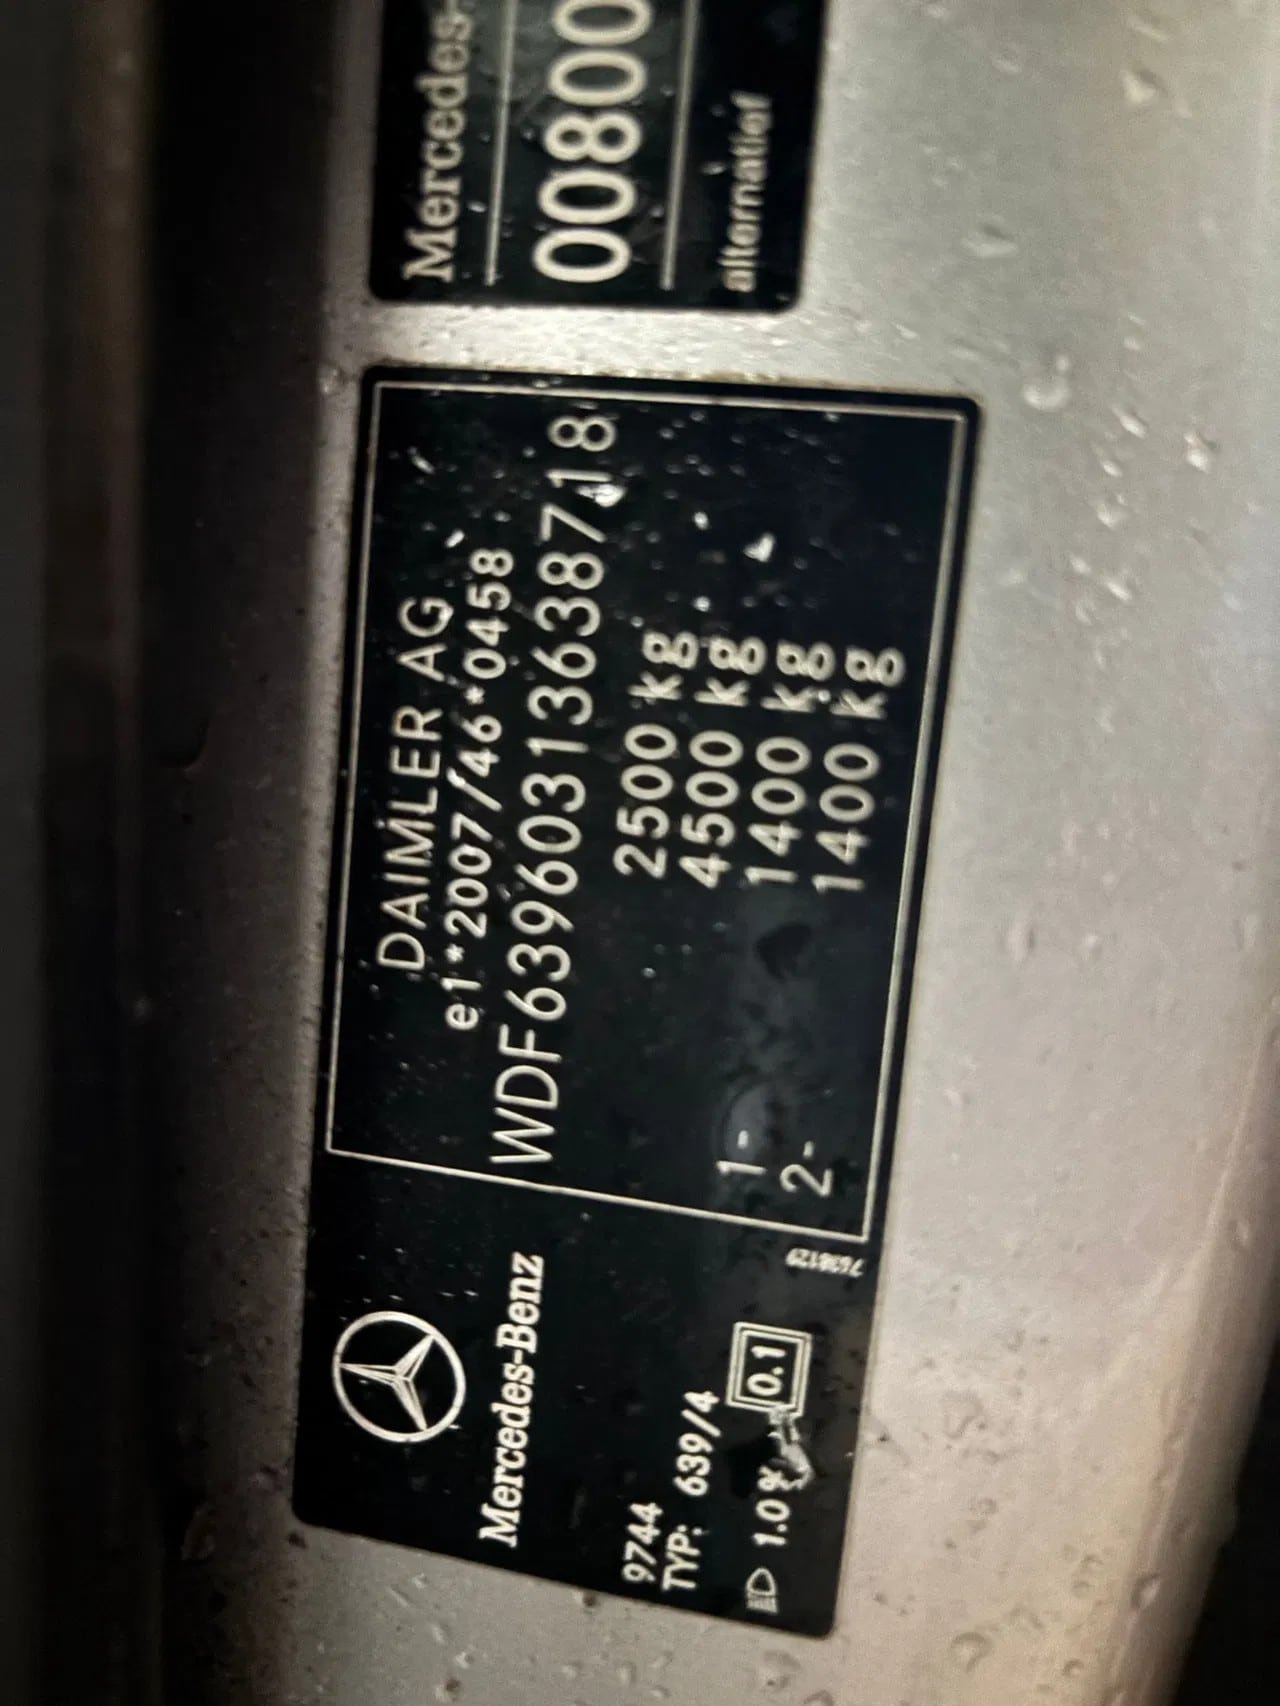 Mercedes-Benz
9744
TYP: 639/4
1.0%
0.1
7698129
DAIMLER AG
e1*2007/46*0458
WDF63960313638718
2500 kg
4500 kg
1- 1400 kg
2- 1400 kg
Mercedes-
00800
alternatief